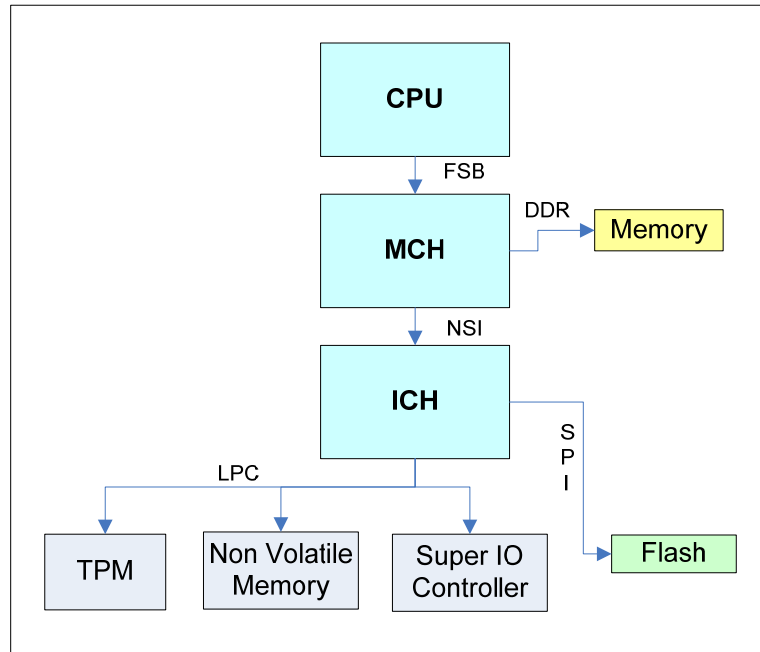 CPU
FSB
DDR
Memory
MCH
NSI
ICH
S
P
I
LPC
TPM
Non Volatile
Memory
Super IO
Controller
Flash